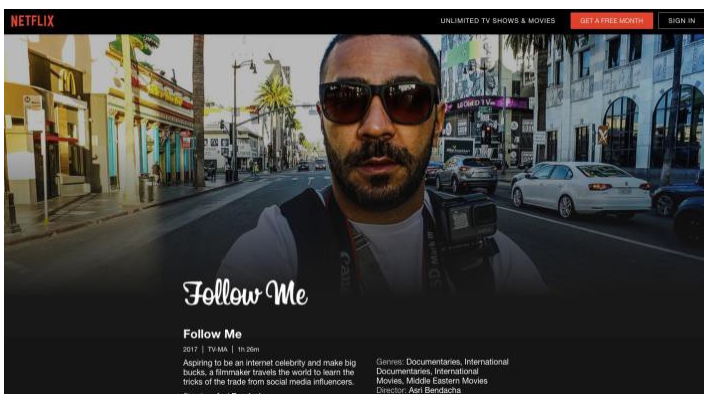 NETFLIX
UNLIMITED TV SHOWS & MOVIES
GET A FREE MONTH
SIGN IN
Follow Me
Follow Me
2017 | TV-MA | 1h 26m
Aspiring to be an internet celebrity and make big
bucks, a filmmaker travels the world to learn the
tricks of the trade from social media influencers.
Genres: Documentaries, International
Documentaries, International
Movies, Middle Eastern Movies
Director: Asri Bendacha